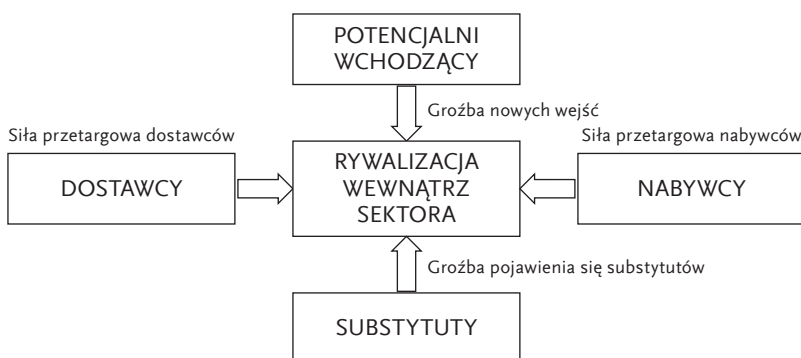 POTENCJALNI
WCHODZĄCY
Groźba nowych wejść
Siła przetargowa dostawców
Siła przetargowa nabywców
DOSTAWCY
RYWALIZACJA
WEWNĄTRZ
SEKTORA
NABYWCY
Groźba pojawienia się substytutów
SUBSTYTUTY